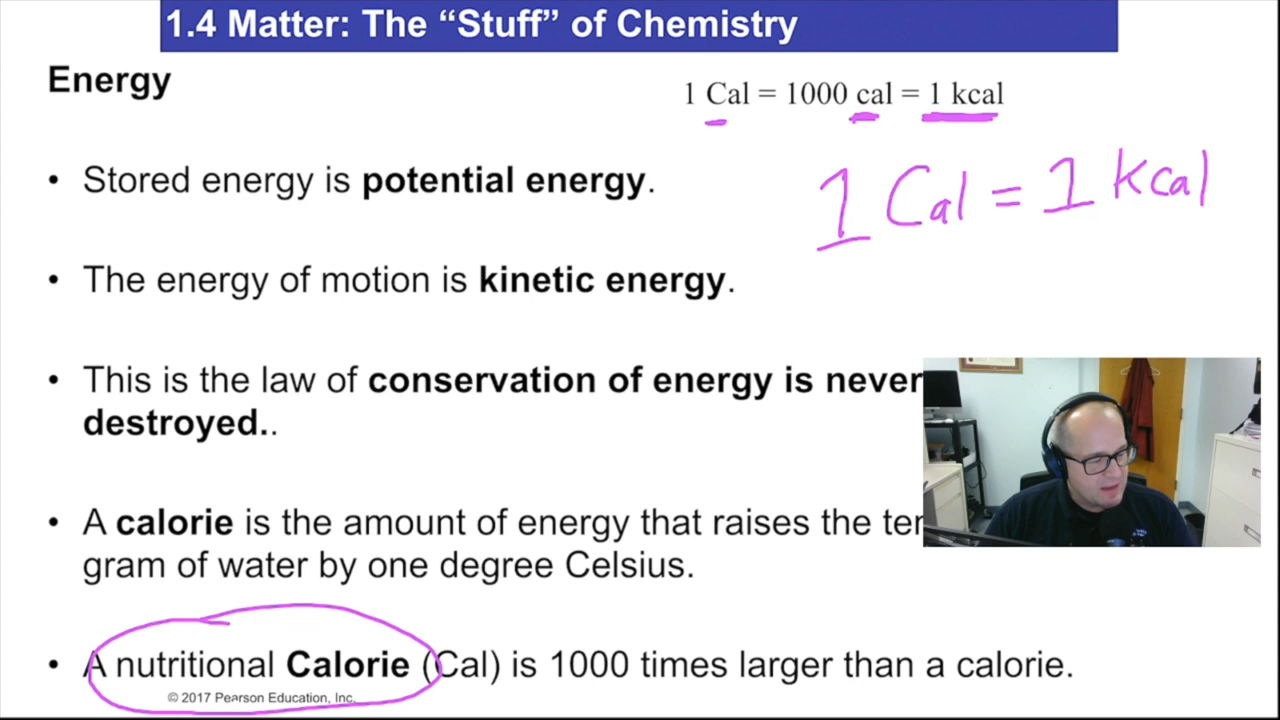 1.4 Matter: The “Stuff” of Chemistry
Energy
1 Cal = 1000 cal = 1 kcal
1 Cal = 1 kcal
• Stored energy is potential energy.
• The energy of motion is kinetic energy.
• This is the law of conservation of energy is never
destroyed..
• A calorie is the amount of energy that raises the
gram of water by one degree Celsius.
• A nutritional Calorie (Cal) is 1000 times larger than a calorie.
© 2017 Pearson Education, Inc.